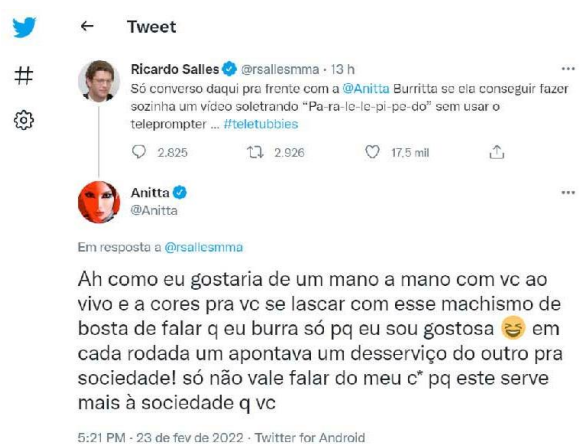 Tweet
Ricardo Salles @rsallesmma · 13 h
Só converso daqui pra frente com a @Anitta Burritta se ela conseguir fazer
sozinha um vídeo soletrando “Pa-ra-le-le-pi-pe-do” sem usar o
teleprompter ... #teletubbies
2.825 2.926 17,5 mil
Anitta
@Anitta
Em resposta a @rsallesmma
Ah como eu gostaria de um mano a mano com vc ao
vivo e a cores pra vc se lascar com esse machismo de
bosta de falar q eu burra só pq eu sou gostosa 😆 em
cada rodada um apontava um desserviço do outro pra
sociedade! só não vale falar do meu c* pq este serve
mais à sociedade q vc
5:21 PM · 23 de fev de 2022 · Twitter for Android